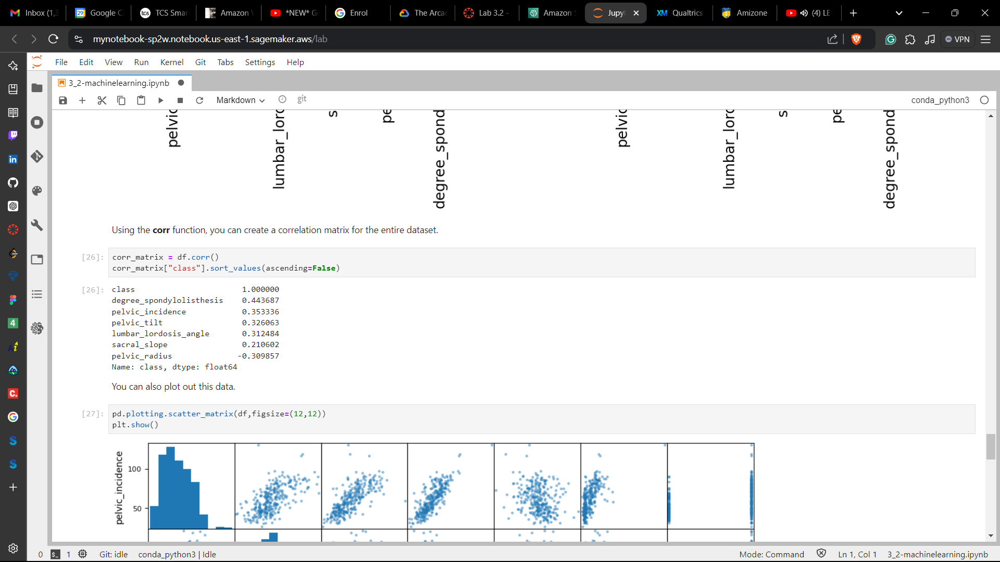 Inbox (1,3
Google C
TCS Smar
Amazon
*NEW* G
Enrol
The Arca
Lab 3.2 -
Amazon
Jupy
Qualtrics
Amizone
(4) LE
mynotebook-sp2w.notebook.us-east-1.sagemaker.aws/lab
VPN
File Edit View Run Kernel Git Tabs Settings Help
3_2-machinelearning.ipynb
Markdown
git
conda_python3
pelvic
lumbar_lord
s
pe
degree_spond
pelvic
lumbar_lord
s
pe
degree_spond
Using the corr function, you can create a correlation matrix for the entire dataset.
[26]: corr_matrix = df.corr()
corr_matrix["class"].sort_values(ascending=False)
[26]: class 1.000000
degree_spondylolisthesis 0.443687
pelvic_incidence 0.353336
pelvic_tilt 0.326063
lumbar_lordosis_angle 0.312484
sacral_slope 0.210602
pelvic_radius -0.309857
Name: class, dtype: float64
You can also plot out this data.
[27]: pd.plotting.scatter_matrix(df,figsize=(12,12))
plt.show()
pelvic_incidence
100
50
0 $_ 1 Git: idle conda_python3 | Idle
Mode: Command Ln 1, Col 1 3_2-machinelearning.ipynb